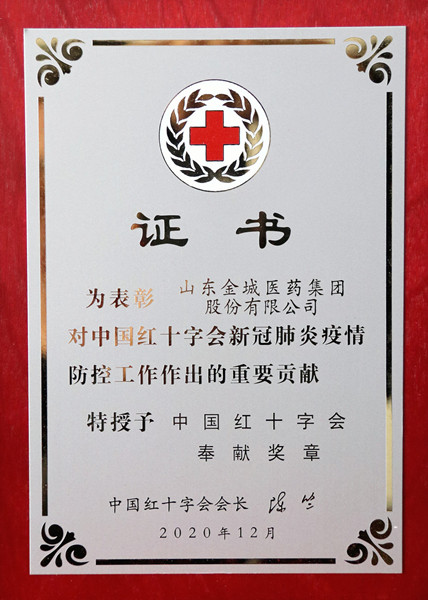 证书
为表彰 山东金城医药集团
股份有限公司
对中国红十字会新冠肺炎疫情
防控工作作出的重要贡献
特授予 中国红十字会
奉献奖章
中国红十字会会长 陈竺
2020年12月